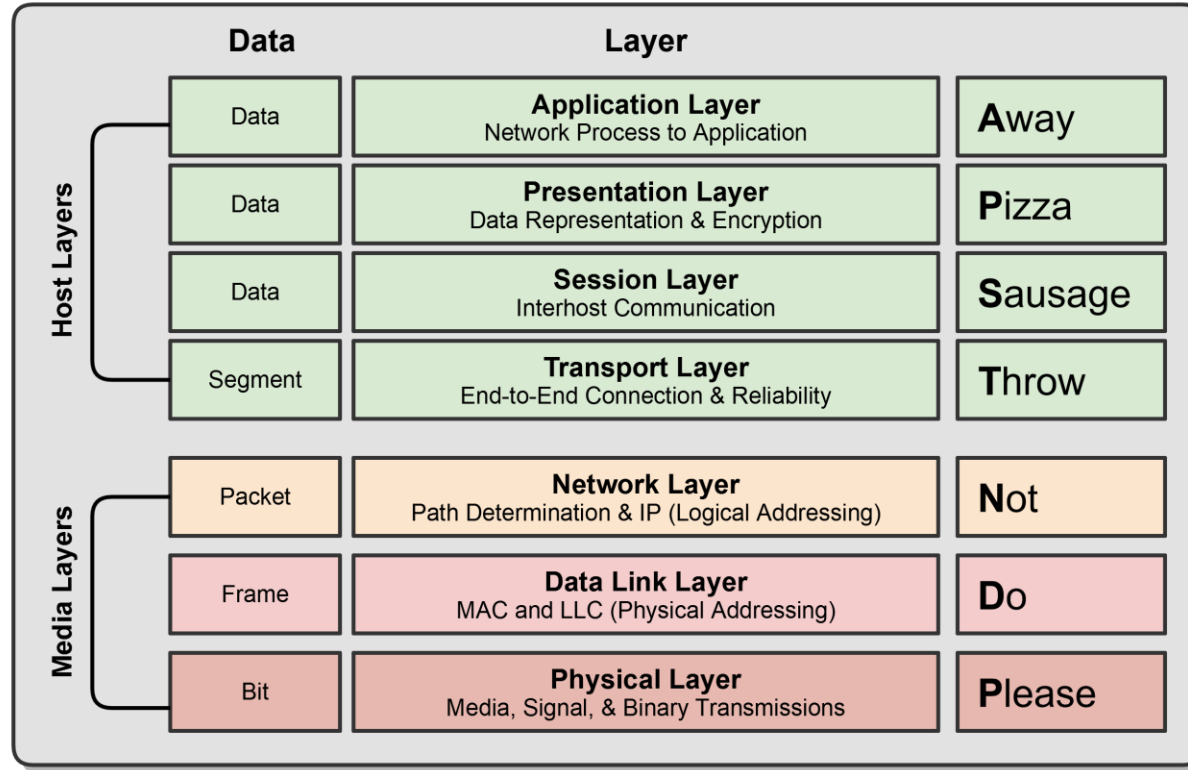 Data Layer
Host Layers
Data
Application Layer
Network Process to Application
Away
Data
Presentation Layer
Data Representation & Encryption
Pizza
Data
Session Layer
Interhost Communication
Sausage
Segment
Transport Layer
End-to-End Connection & Reliability
Throw
Media Layers
Packet
Network Layer
Path Determination & IP (Logical Addressing)
Not
Frame
Data Link Layer
MAC and LLC (Physical Addressing)
Do
Bit
Physical Layer
Media, Signal, & Binary Transmissions
Please